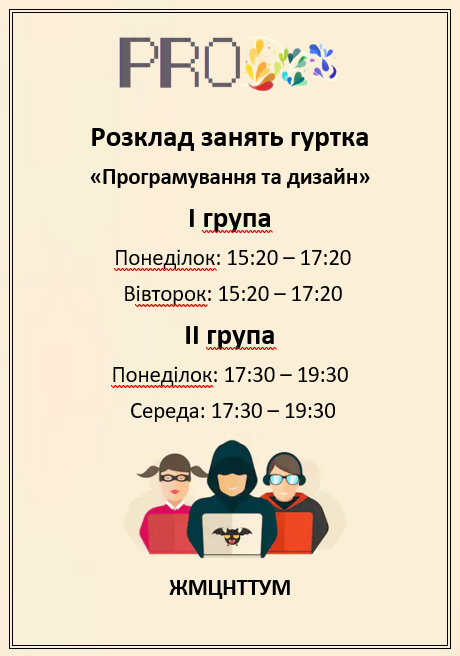 PRO
Розклад занять гуртка
«Програмування та дизайн»
І група
Понеділок: 15:20 – 17:20
Вівторок: 15:20 – 17:20
ІІ група
Понеділок: 17:30 – 19:30
Середа: 17:30 – 19:30
ЖМЦНТТУМ